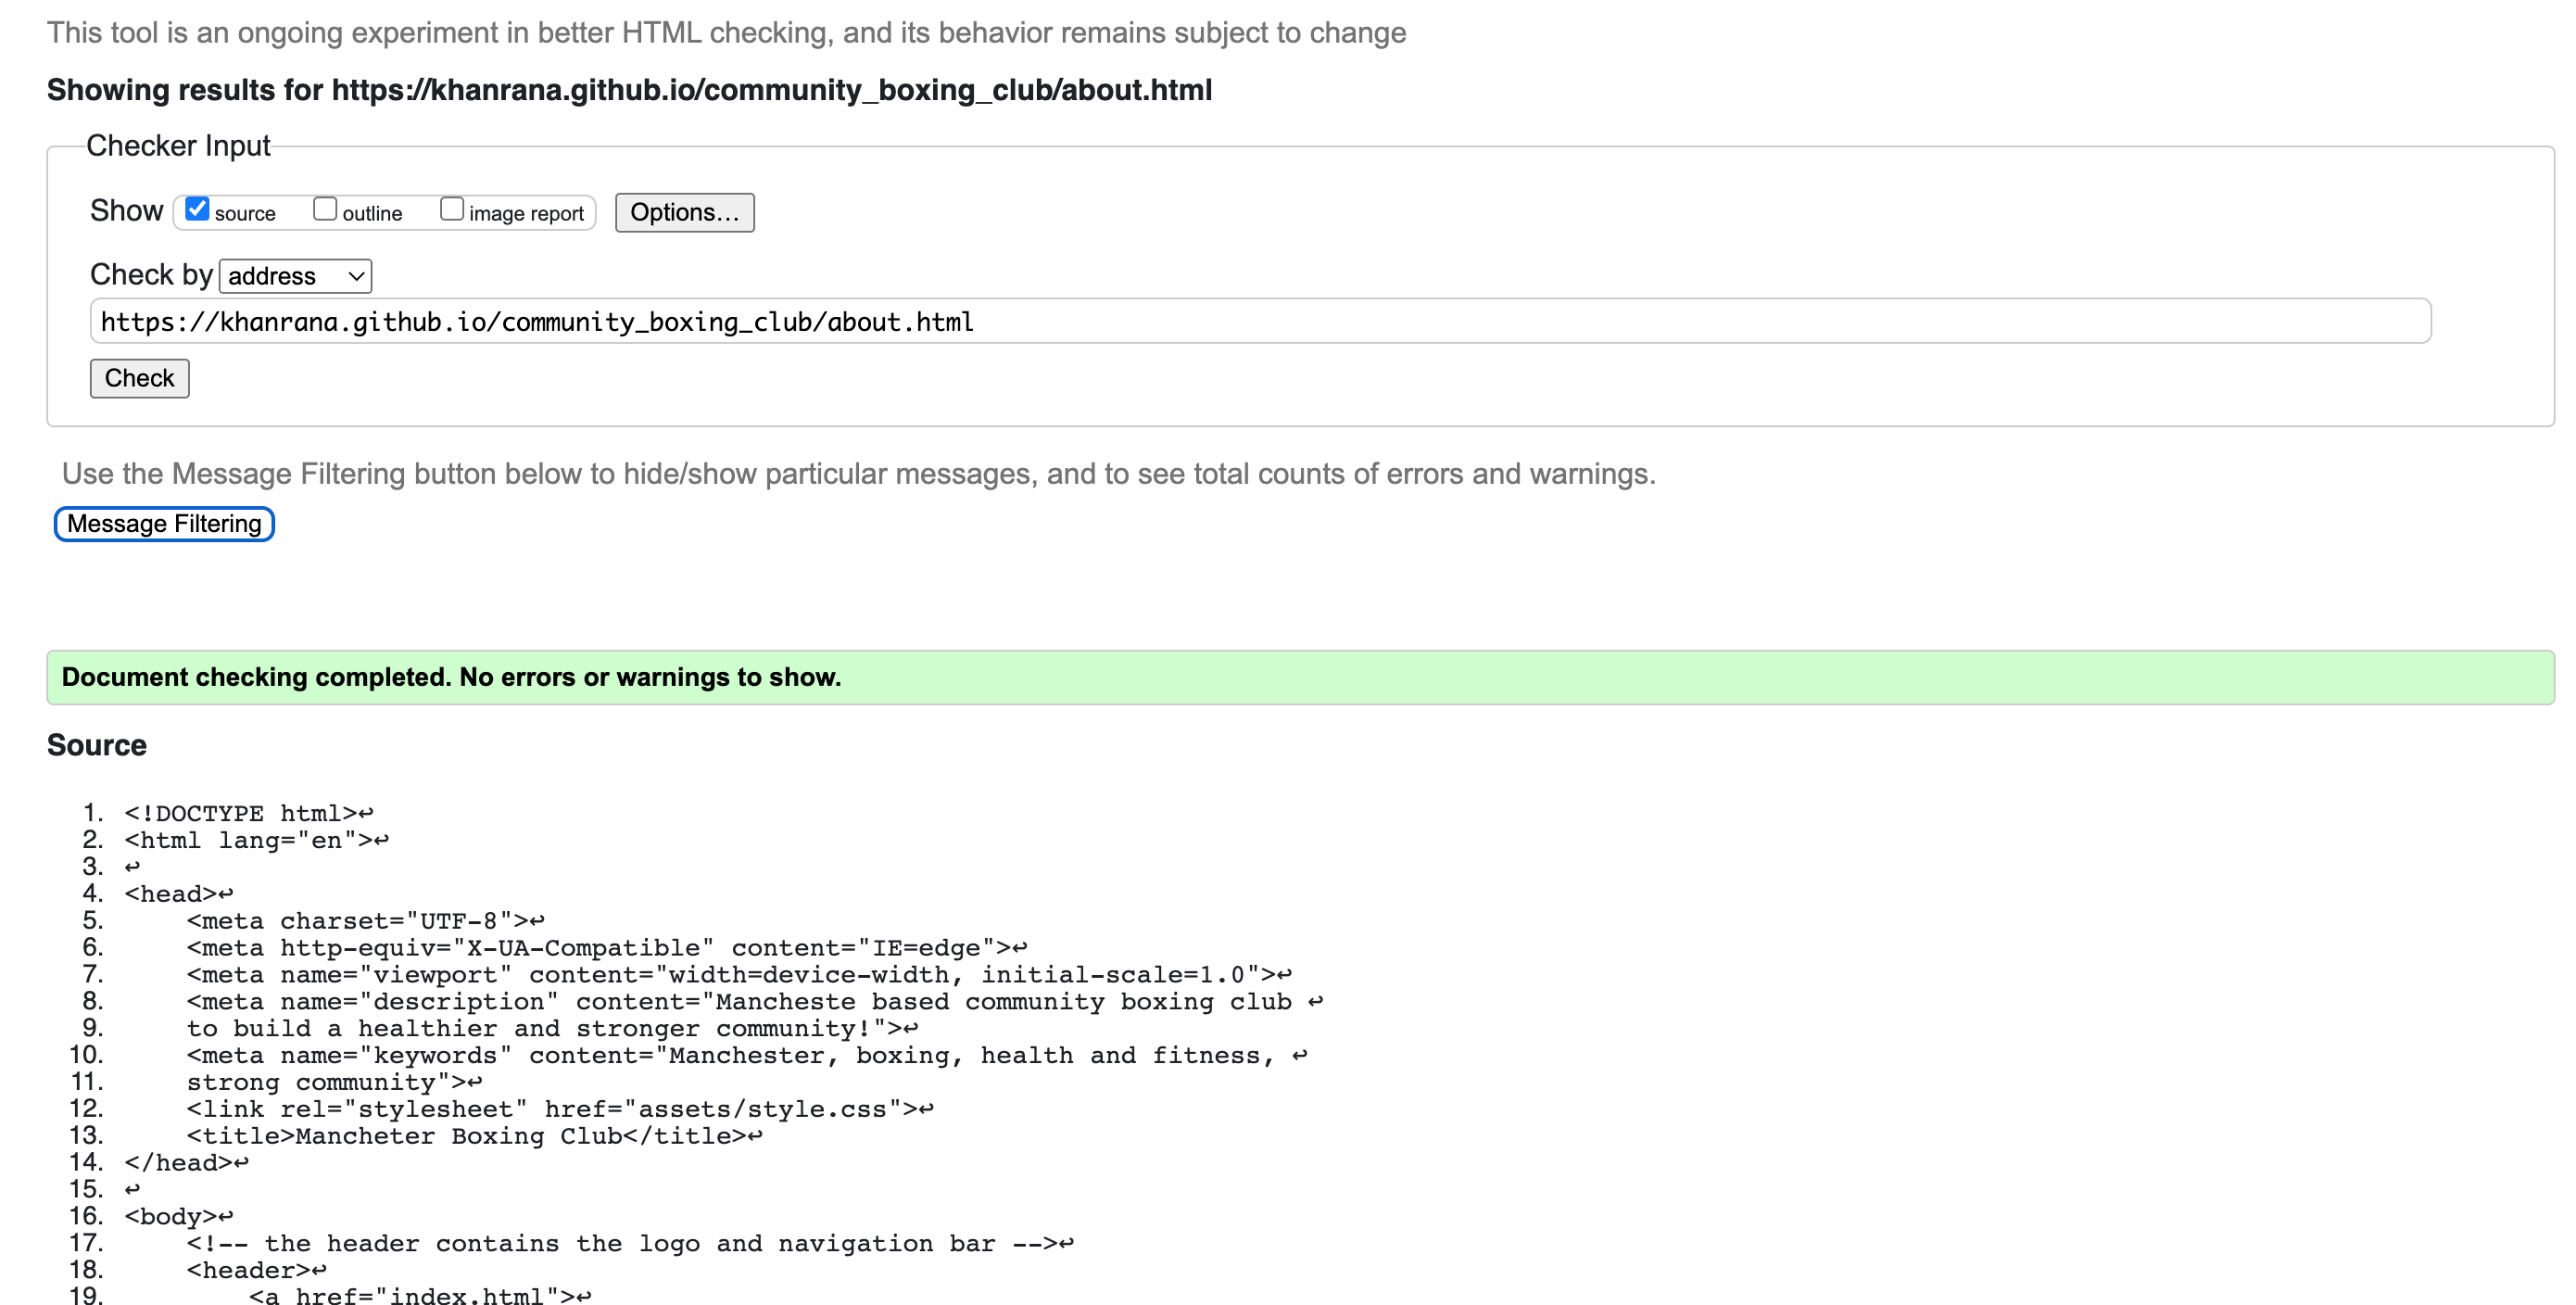 This tool is an ongoing experiment in better HTML checking, and its behavior remains subject to change
Showing results for https://khanrana.github.io/community_boxing_club/about.html
Checker Input
Show source outline image report Options...
Check by address
https://khanrana.github.io/community_boxing_club/about.html
Check
Use the Message Filtering button below to hide/show particular messages, and to see total counts of errors and warnings.
Message Filtering
Document checking completed. No errors or warnings to show.
Source
1. <!DOCTYPE html>↩
2. <html lang="en">↩
3. ↩
4. <head>↩
5.     <meta charset="UTF-8">↩
6.     <meta http-equiv="X-UA-Compatible" content="IE=edge">↩
7.     <meta name="viewport" content="width=device-width, initial-scale=1.0">↩
8.     <meta name="description" content="Mancheste based community boxing club ↩
9.     to build a healthier and stronger community!">↩
10.     <meta name="keywords" content="Manchester, boxing, health and fitness, ↩
11.     strong community">↩
12.     <link rel="stylesheet" href="assets/style.css">↩
13.     <title>Mancheter Boxing Club</title>↩
14. </head>↩
15. ↩
16. <body>↩
17.     <!-- the header contains the logo and navigation bar -->↩
18.     <header>↩
19.         <a href="index.html">↩